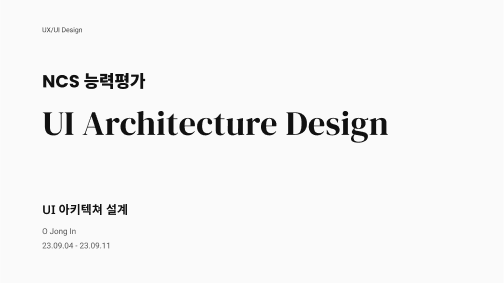 UX/UI Design
NCS 능력평가
UI Architecture Design
UI 아키텍쳐 설계
O Jong In
23.09.04 - 23.09.11